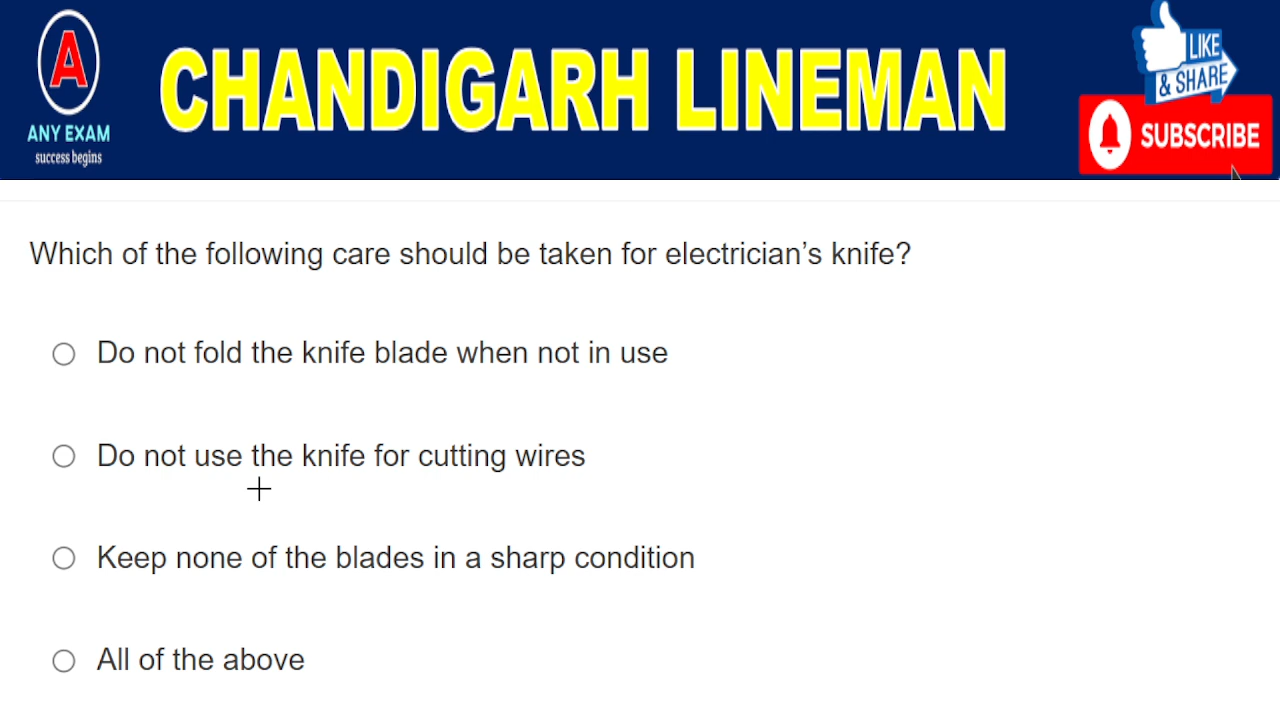 A
ANY EXAM
success begins
CHANDIGARH LINEMAN
LIKE
& SHARE
SUBSCRIBE
Which of the following care should be taken for electrician’s knife?
Do not fold the knife blade when not in use
Do not use the knife for cutting wires
Keep none of the blades in a sharp condition
All of the above